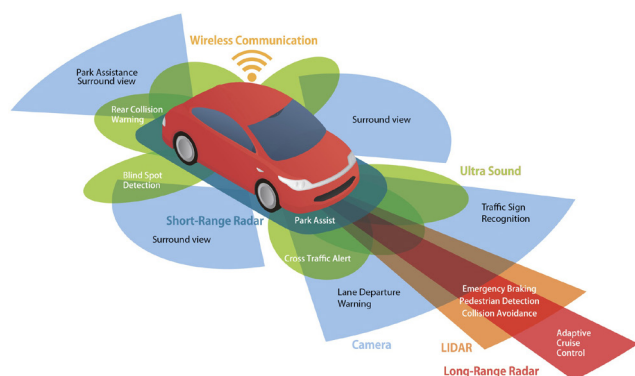 Wireless Communication
Park Assistance
Surround view
Rear Collision
Warning
Surround view
Blind Spot
Detection
Ultra Sound
Traffic Sign
Recognition
Short-Range Radar
Park Assist
Surround view
Cross Traffic Alert
Lane Departure
Warning
Emergency Braking
Pedestrian Detection
Collision Avoidance
Adaptive
Cruise
Control
Camera
LIDAR
Long-Range Radar